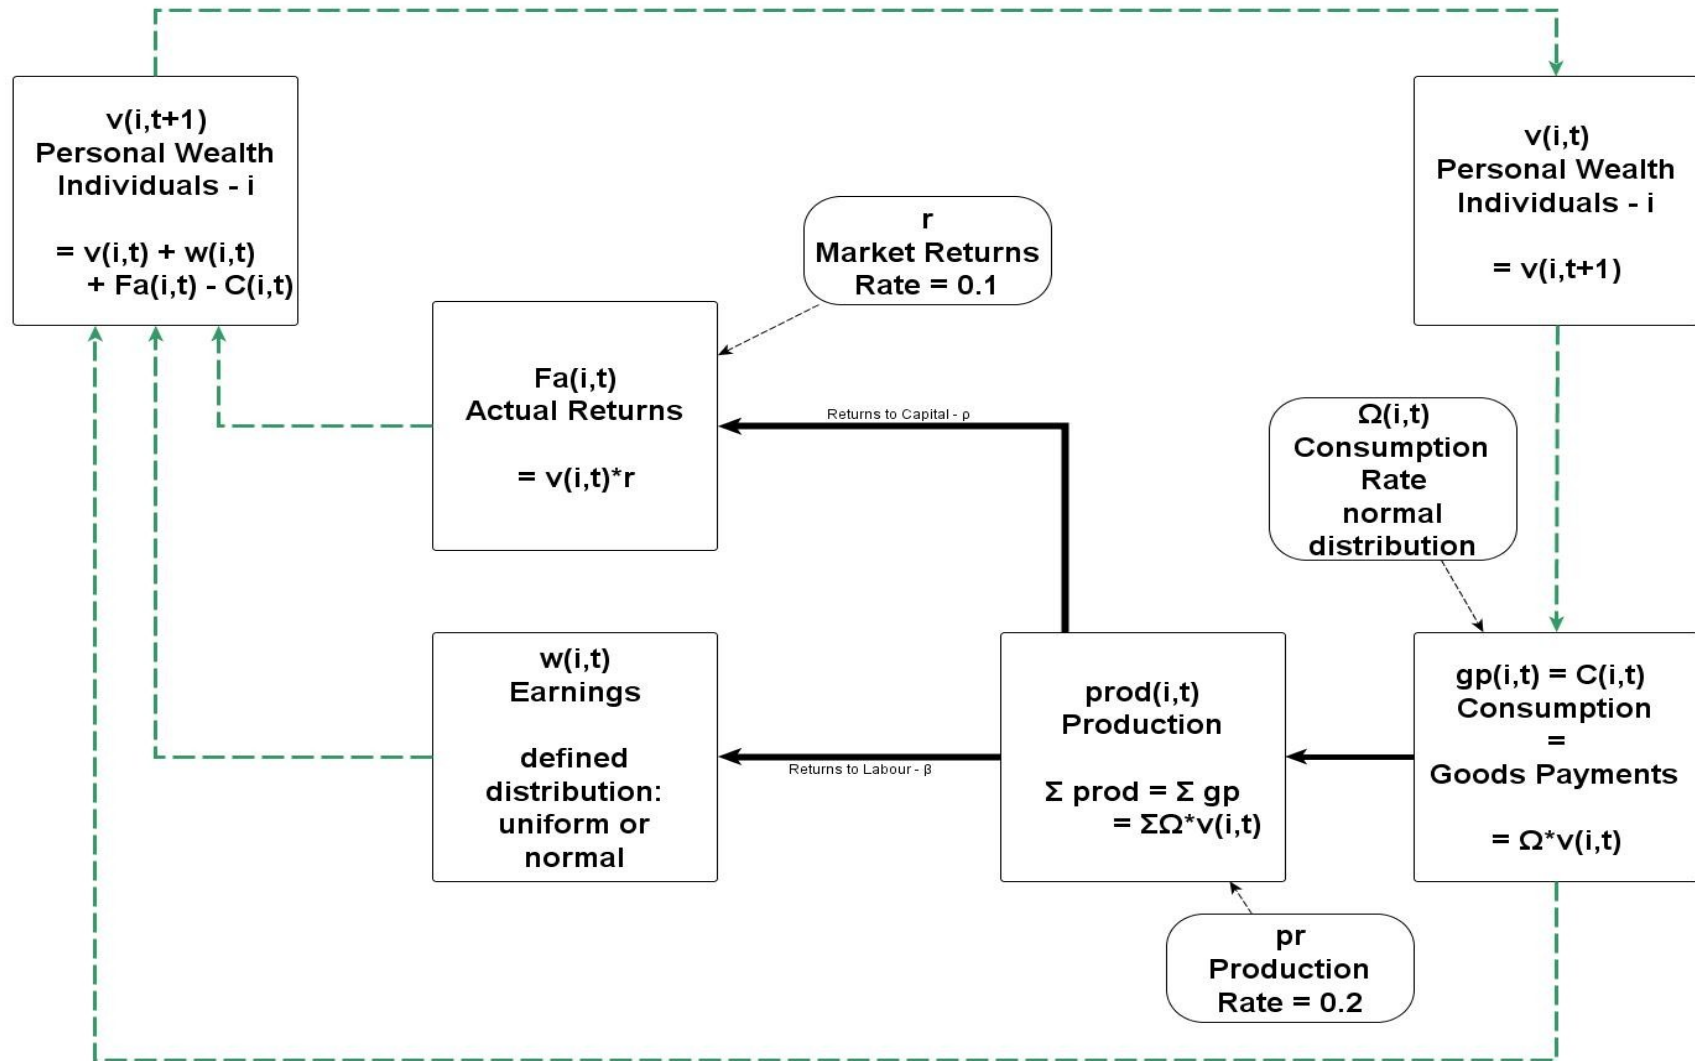 v(i,t+1)
Personal Wealth
Individuals - i
= v(i,t) + w(i,t)
+ Fa(i,t) - C(i,t)
v(i,t)
Personal Wealth
Individuals - i
= v(i,t+1)
r
Market Returns
Rate = 0.1
Fa(i,t)
Actual Returns
= v(i,t)*r
Returns to Capital - ρ
Ω(i,t)
Consumption
Rate
normal
distribution
w(i,t)
Earnings
defined
distribution:
uniform or
normal
Returns to Labour - β
prod(i,t)
Production
Σ prod = Σ gp
= ΣΩ*v(i,t)
gp(i,t) = C(i,t)
Consumption
=
Goods Payments
= Ω*v(i,t)
pr
Production
Rate = 0.2